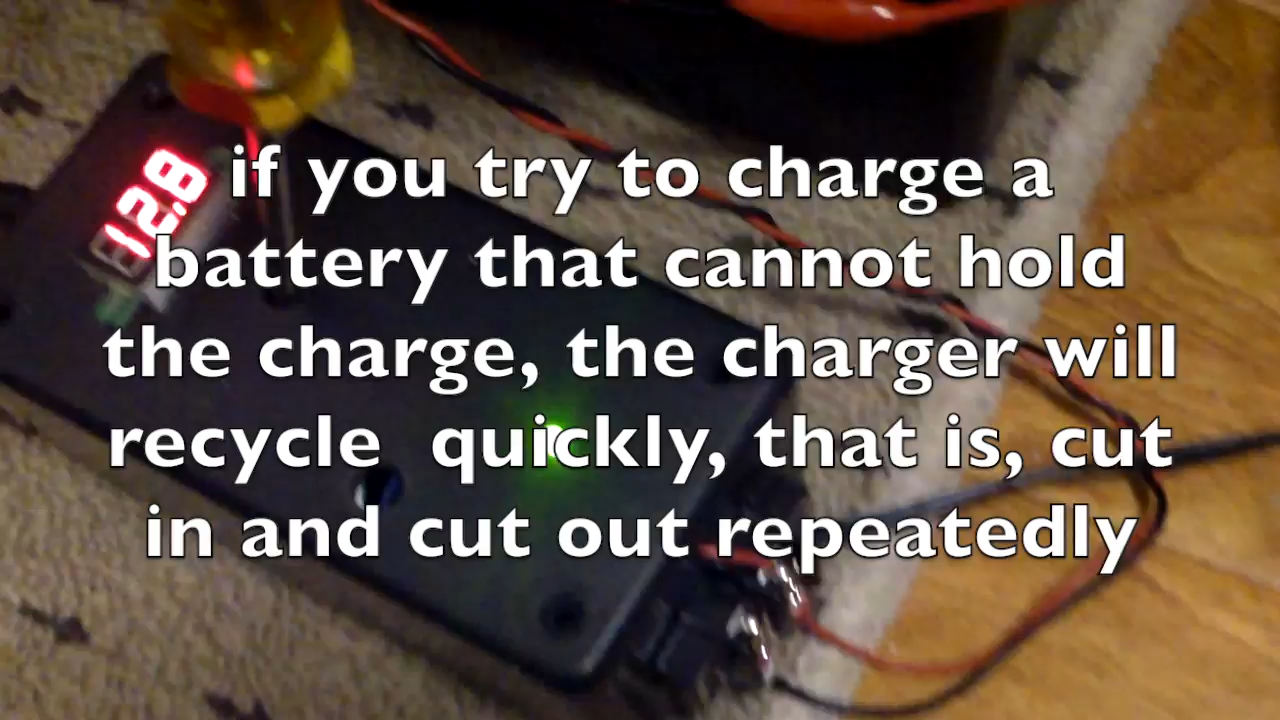 12.8
if you try to charge a
battery that cannot hold
the charge, the charger will
recycle  quickly, that is, cut
in and cut out repeatedly